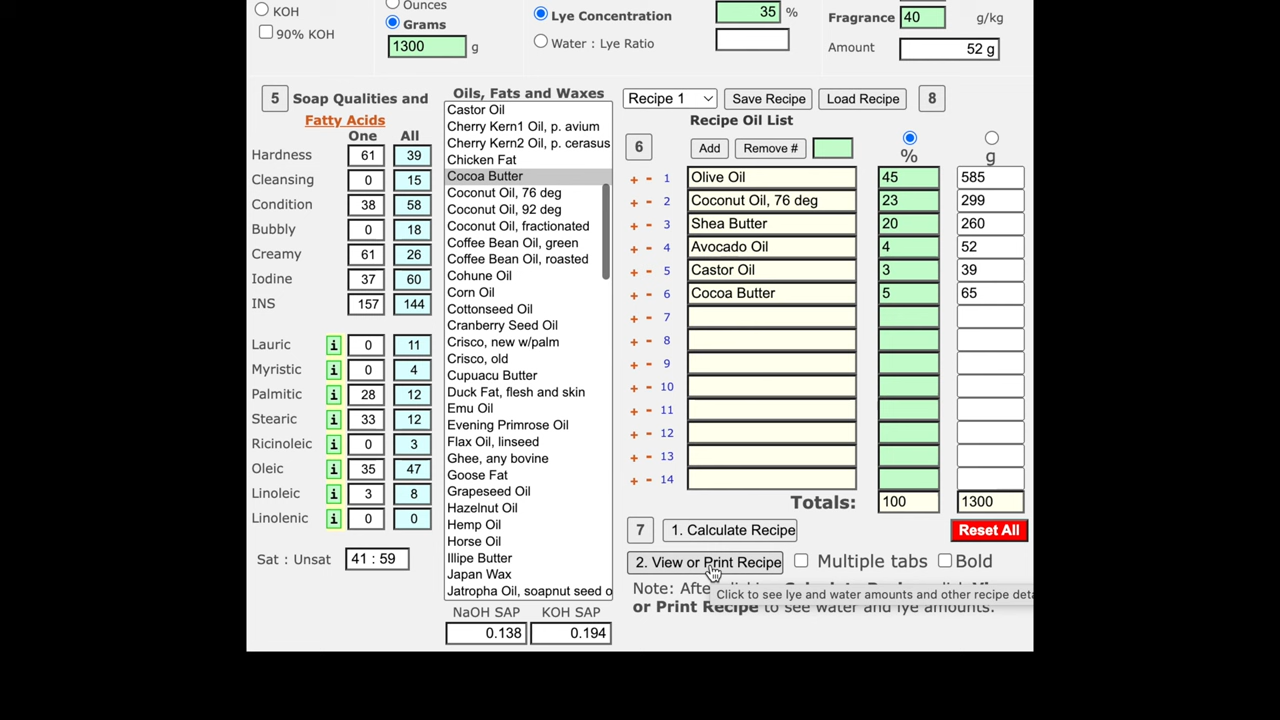 KOH
Ounces
Lye Concentration 35 %
Fragrance 40 g/kg
90% KOH
Grams
1300 g
Water : Lye Ratio
Amount 52 g
5 Soap Qualities and
Fatty Acids
One All
Hardness 61 39
Cleansing 0 15
Condition 38 58
Bubbly 0 18
Creamy 61 26
Iodine 37 60
INS 157 144
Lauric i 0 11
Myristic i 0 4
Palmitic i 28 12
Stearic i 33 12
Ricinoleic i 0 3
Oleic i 35 47
Linoleic i 3 8
Linolenic i 0 0
Sat : Unsat 41 : 59
Oils, Fats and Waxes
Castor Oil
Cherry Kern1 Oil, p. avium
Cherry Kern2 Oil, p. cerasus
Chicken Fat
Cocoa Butter
Coconut Oil, 76 deg
Coconut Oil, 92 deg
Coconut Oil, fractionated
Coffee Bean Oil, green
Coffee Bean Oil, roasted
Cohune Oil
Corn Oil
Cottonseed Oil
Cranberry Seed Oil
Crisco, new w/palm
Crisco, old
Cupuacu Butter
Duck Fat, flesh and skin
Emu Oil
Evening Primrose Oil
Flax Oil, linseed
Ghee, any bovine
Goose Fat
Grapeseed Oil
Hazelnut Oil
Hemp Oil
Horse Oil
Illipe Butter
Japan Wax
Jatropha Oil, soapnut seed o
NaOH SAP KOH SAP
0.138 0.194
Recipe 1 Save Recipe Load Recipe 8
Recipe Oil List
6 Add Remove # % g
+ - 1 Olive Oil 45 585
+ - 2 Coconut Oil, 76 deg 23 299
+ - 3 Shea Butter 20 260
+ - 4 Avocado Oil 4 52
+ - 5 Castor Oil 3 39
+ - 6 Cocoa Butter 5 65
+ - 7
+ - 8
+ - 9
+ - 10
+ - 11
+ - 12
+ - 13
+ - 14
Totals: 100 1300
7 1. Calculate Recipe Reset All
2. View or Print Recipe Multiple tabs Bold
Note: Afte
Click to see lye and water amounts and other recipe deta
or Print Recipe to see water and lye amounts.